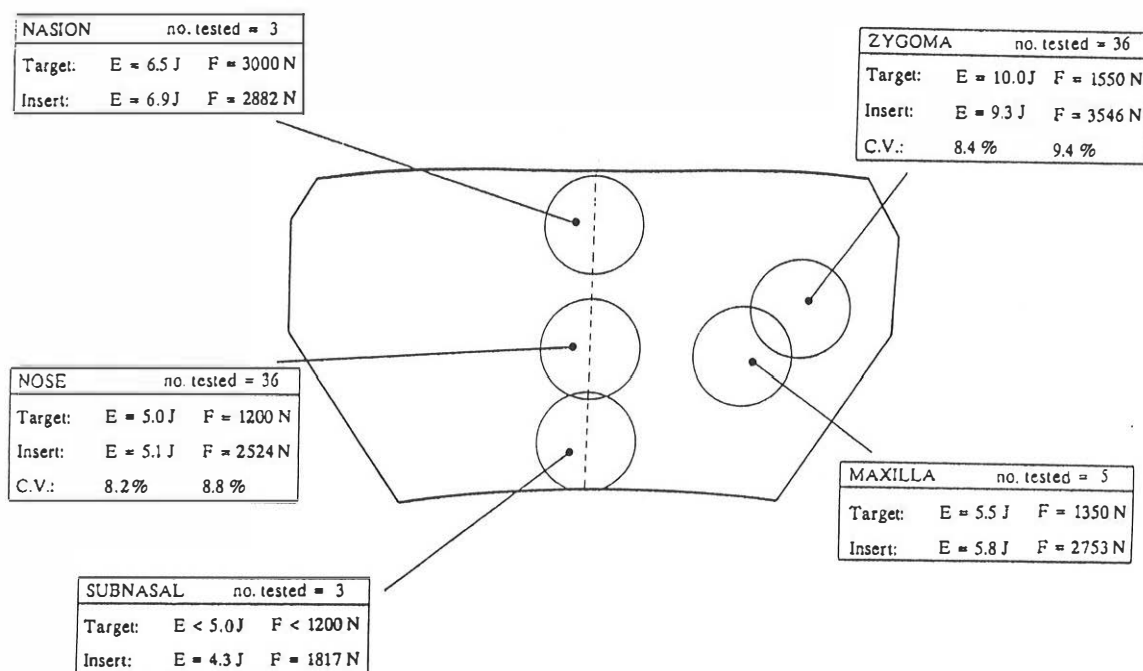 NASION no. tested = 3
Target: E = 6.5 J F = 3000 N
Insert: E = 6.9 J F = 2882 N
ZYGOMA no. tested = 36
Target: E = 10.0 J F = 1550 N
Insert: E = 9.3 J F = 3546 N
C.V.: 8.4 % 9.4 %
NOSE no. tested = 36
Target: E = 5.0 J F = 1200 N
Insert: E = 5.1 J F = 2524 N
C.V.: 8.2% 8.8 %
MAXILLA no. tested = 5
Target: E = 5.5 J F = 1350 N
Insert: E = 5.8 J F = 2753 N
SUBNASAL no. tested = 3
Target: E < 5.0 J F < 1200 N
Insert: E = 4.3 J F = 1817 N